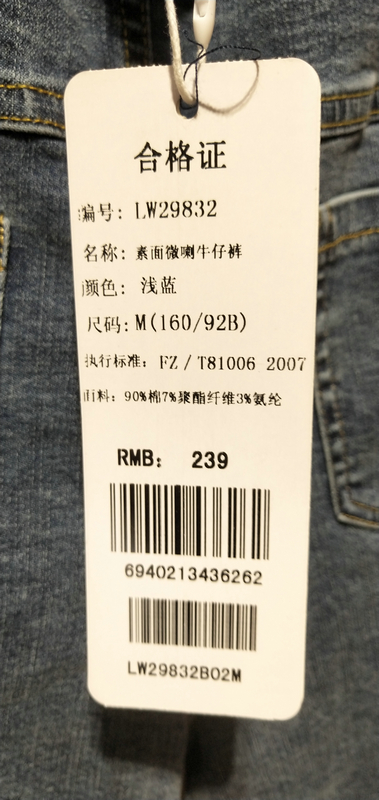 合格证
编号: LW29832
名称: 素面微喇牛仔裤
颜色: 浅蓝
尺码: M(160/92B)
执行标准: FZ/T81006 2007
面料: 90%棉7%聚酯纤维3%氨纶
RMB: 239
6940213436262
LW29832B02M